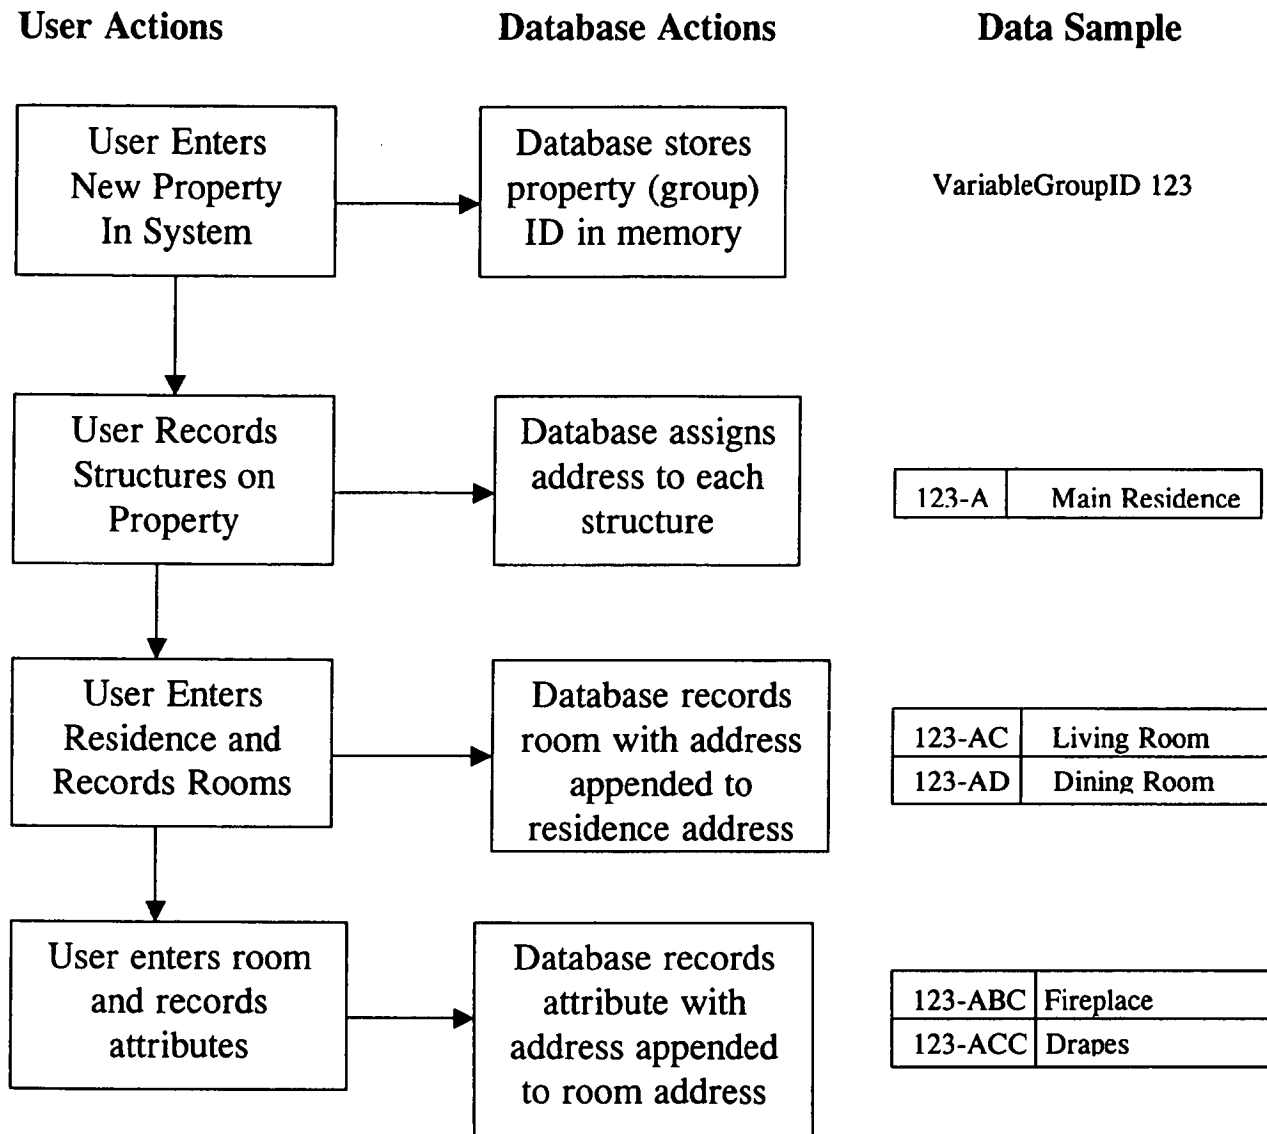 User Actions
Database Actions
Data Sample
User Enters
New Property
In System
Database stores
property (group)
ID in memory
VariableGroupID 123
User Records
Structures on
Property
Database assigns
address to each
structure
123-A Main Residence
User Enters
Residence and
Records Rooms
Database records
room with address
appended to
residence address
123-AC Living Room
123-AD Dining Room
User enters room
and records
attributes
Database records
attribute with
address appended
to room address
123-ABC Fireplace
123-ACC Drapes